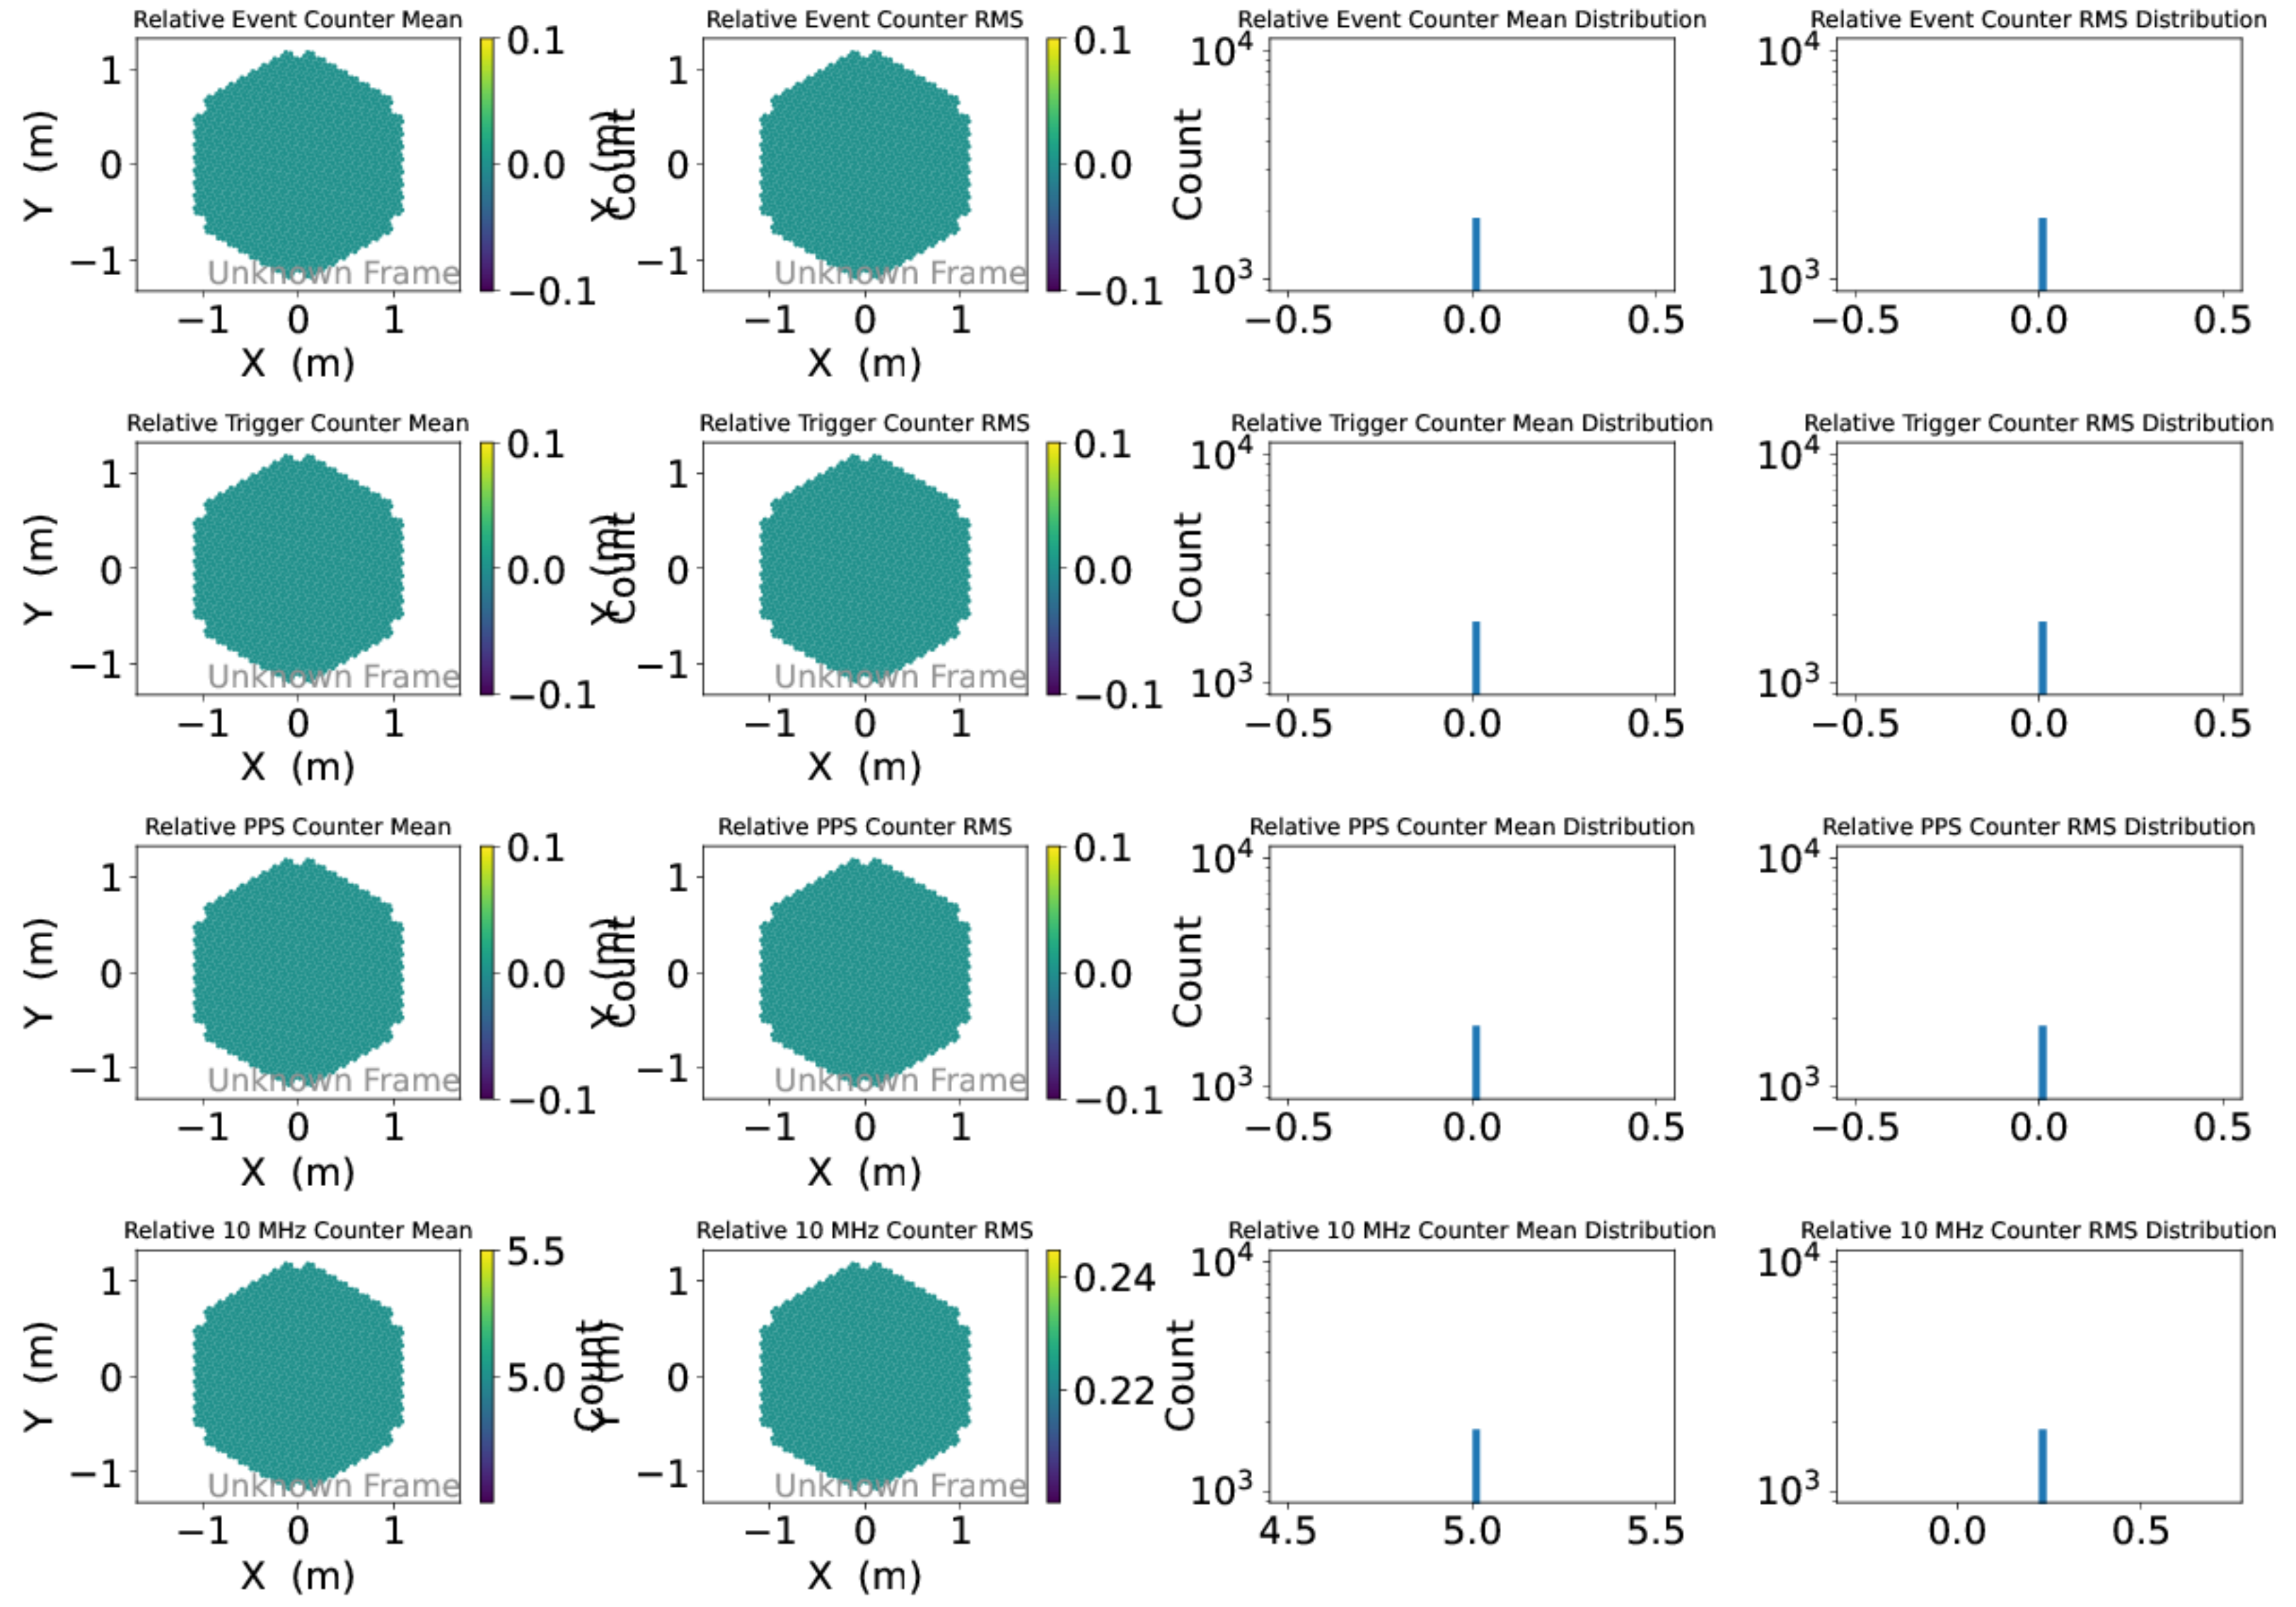 Relative Event Counter Mean
Relative Event Counter RMS
Relative Event Counter Mean Distribution
Relative Event Counter RMS Distribution
Y (m)
1
0
−1
Unknown Frame
−1 0 1
X (m)
0.1
0.0
−0.1
Count
Y (m)
1
0
−1
Unknown Frame
−1 0 1
X (m)
0.1
0.0
−0.1
Count
10⁴
10³
−0.5 0.0 0.5
10⁴
10³
−0.5 0.0 0.5
Relative Trigger Counter Mean
Relative Trigger Counter RMS
Relative Trigger Counter Mean Distribution
Relative Trigger Counter RMS Distribution
Y (m)
1
0
−1
Unknown Frame
−1 0 1
X (m)
0.1
0.0
−0.1
Count
Y (m)
1
0
−1
Unknown Frame
−1 0 1
X (m)
0.1
0.0
−0.1
Count
10⁴
10³
−0.5 0.0 0.5
10⁴
10³
−0.5 0.0 0.5
Relative PPS Counter Mean
Relative PPS Counter RMS
Relative PPS Counter Mean Distribution
Relative PPS Counter RMS Distribution
Y (m)
1
0
−1
Unknown Frame
−1 0 1
X (m)
0.1
0.0
−0.1
Count
Y (m)
1
0
−1
Unknown Frame
−1 0 1
X (m)
0.1
0.0
−0.1
Count
10⁴
10³
−0.5 0.0 0.5
10⁴
10³
−0.5 0.0 0.5
Relative 10 MHz Counter Mean
Relative 10 MHz Counter RMS
Relative 10 MHz Counter Mean Distribution
Relative 10 MHz Counter RMS Distribution
Y (m)
1
0
−1
Unknown Frame
−1 0 1
X (m)
5.5
5.0
Count
Y (m)
1
0
−1
Unknown Frame
−1 0 1
X (m)
0.24
0.22
Count
10⁴
10³
4.5 5.0 5.5
10⁴
10³
0.0 0.5